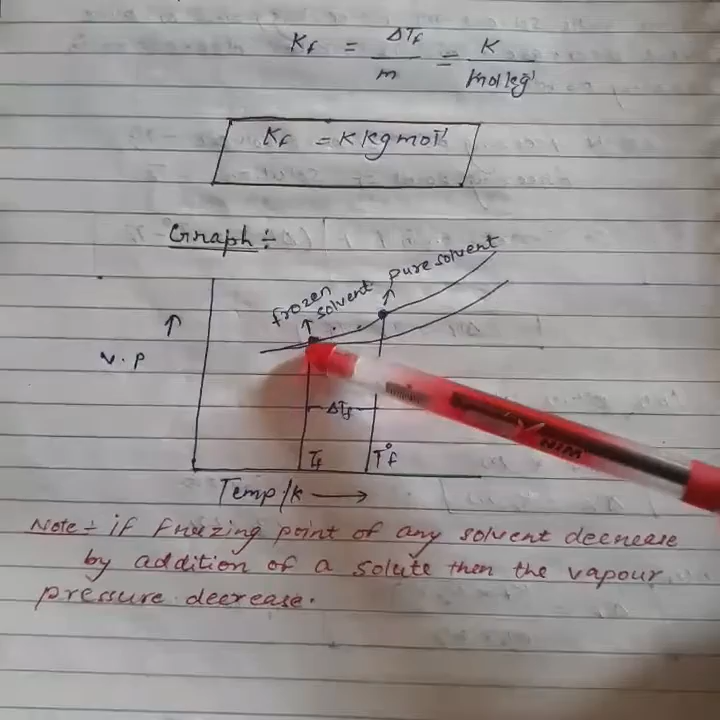 Kf = ΔTf / m = K / mol kg⁻¹
Kf = K kg mol⁻¹
Graph ÷
frozen solvent
pure solvent
↑
V.P
ΔTf
Tf T°f
Temp/k →
Note ÷ if frazing point of any solvent decrease
by addition of a solute then the vapour
pressure decrease.